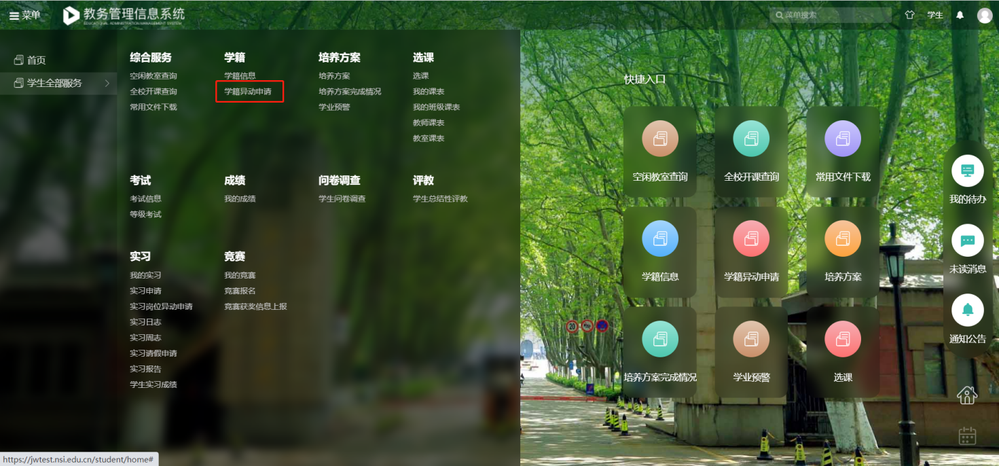 菜单
教务管理信息系统
EDUCATIONAL ADMINISTRATION MANAGEMENT SYSTEM
菜单搜索
学生
首页
学生全部服务
综合服务
空闲教室查询
全校开课查询
常用文件下载
学籍
学籍信息
学籍异动申请
培养方案
培养方案
培养方案完成情况
学业预警
选课
选课
我的课表
我的班级课表
教师课表
教室课表
考试
考试信息
等级考试
成绩
我的成绩
问卷调查
学生问卷调查
评教
学生总结性评教
实习
我的实习
实习申请
实习岗位异动申请
实习日志
实习周志
实习请假申请
实习报告
学生实习成绩
竞赛
我的竞赛
竞赛报名
竞赛获奖信息上报
快捷入口
空闲教室查询
全校开课查询
常用文件下载
学籍信息
学籍异动申请
培养方案
培养方案完成情况
学业预警
选课
我的待办
未读消息
通知公告
20
https://jwtest.nsi.edu.cn/student/home#